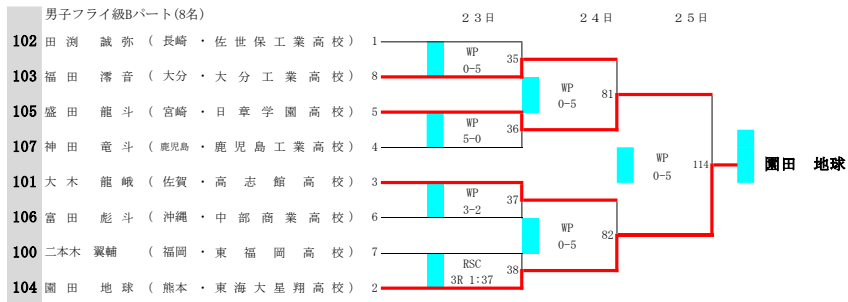 男子フライ級Bパート(8名) 23日 24日 25日
102 田渕 誠弥 (長崎・佐世保工業高校) 1
WP 35
103 福田 澪音 (大分・大分工業高校) 8 0-5
WP 81
0-5
105 盛田 龍斗 (宮崎・日章学園高校) 5
WP 36
107 神田 竜斗 (鹿児島・鹿児島工業高校) 4 5-0
WP 114 園田 地球
0-5
101 大木 龍峨 (佐賀・高志館高校) 3
WP 37
106 富田 彪斗 (沖縄・中部商業高校) 6 3-2
WP 82
0-5
100 二本木 翼輔 (福岡・東福岡高校) 7
RSC 38
104 園田 地球 (熊本・東海大星翔高校) 2 3R 1:37